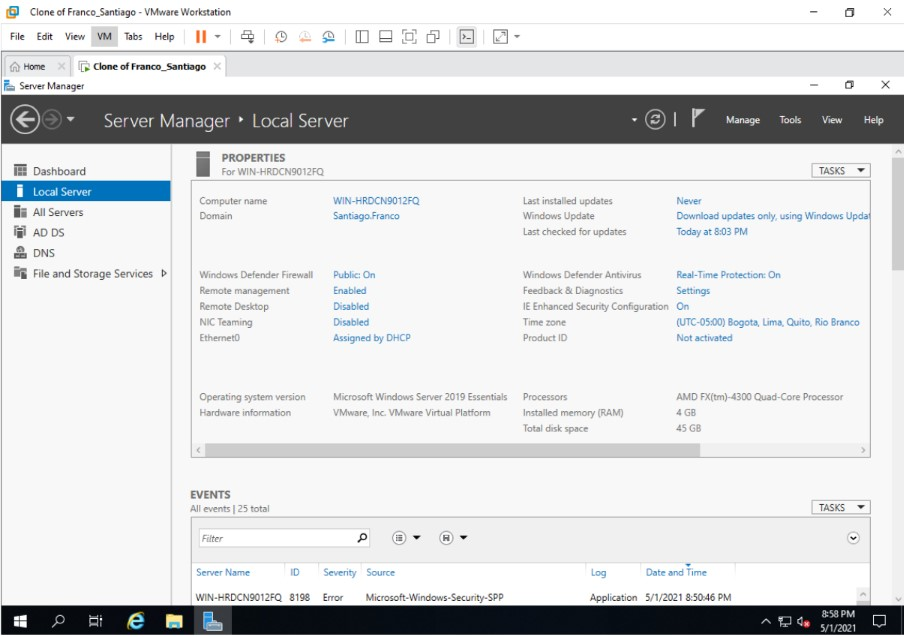 Clone of Franco_Santiago - VMware Workstation
File Edit View VM Tabs Help
Home Clone of Franco_Santiago
Server Manager
Server Manager • Local Server Manage Tools View Help
Dashboard
Local Server
All Servers
AD DS
DNS
File and Storage Services
PROPERTIES
For WIN-HRDCN9012FQ
TASKS
Computer name WIN-HRDCN9012FQ Last installed updates Never
Domain Santiago.Franco Windows Update Download updates only, using Windows Updat
Last checked for updates Today at 8:03 PM
Windows Defender Firewall Public: On Windows Defender Antivirus Real-Time Protection: On
Remote management Enabled Feedback & Diagnostics Settings
Remote Desktop Disabled IE Enhanced Security Configuration On
NIC Teaming Disabled Time zone (UTC-05:00) Bogota, Lima, Quito, Rio Branco
Ethernet0 Assigned by DHCP Product ID Not activated
Operating system version Microsoft Windows Server 2019 Essentials Processors AMD FX(tm)-4300 Quad-Core Processor
Hardware information VMware, Inc. VMware Virtual Platform Installed memory (RAM) 4 GB
Total disk space 45 GB
EVENTS
All events | 25 total
TASKS
Filter
Server Name ID Severity Source Log Date and Time
WIN-HRDCN9012FQ 8198 Error Microsoft-Windows-Security-SPP Application 5/1/2021 8:50:46 PM
8:58 PM
5/1/2021